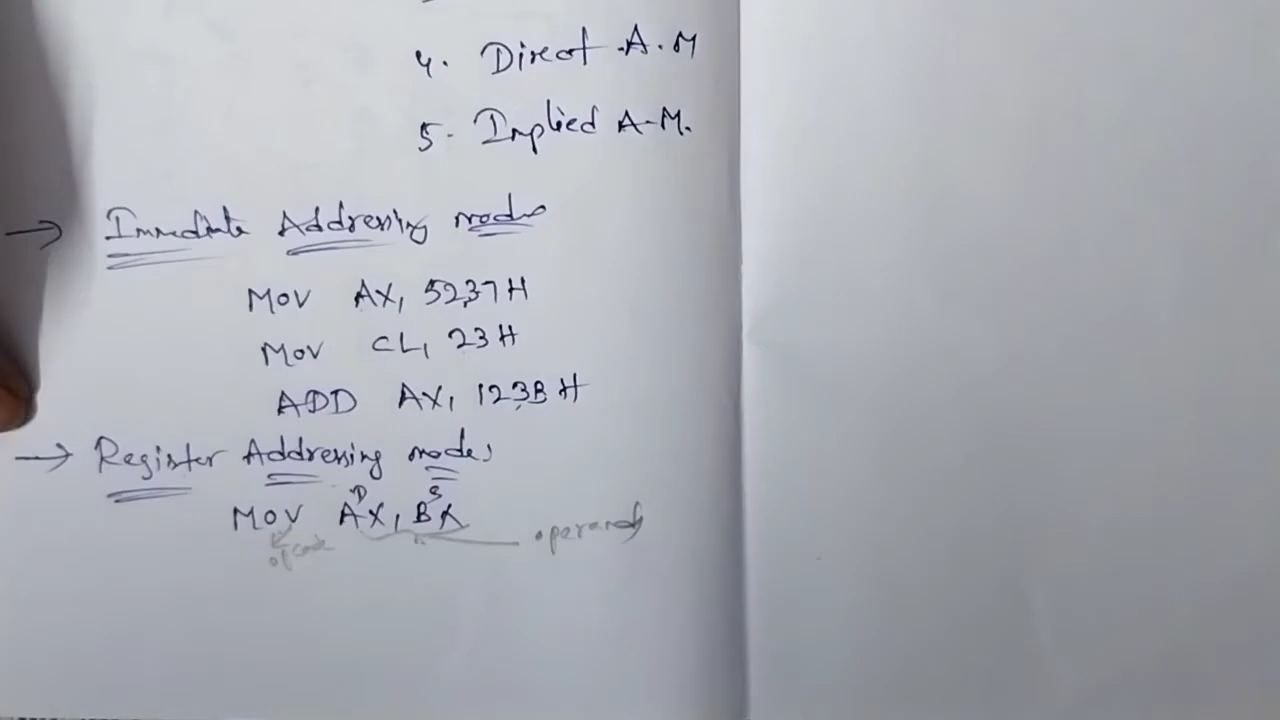 4. Direct A.M
5. Implied A.M.
→ Immediate Addressing mode
MOV AX, 5237H
MOV CL, 23H
ADD AX, 123BH
→ Register Addressing mode
D S
MOV AX, BX
opcode operands